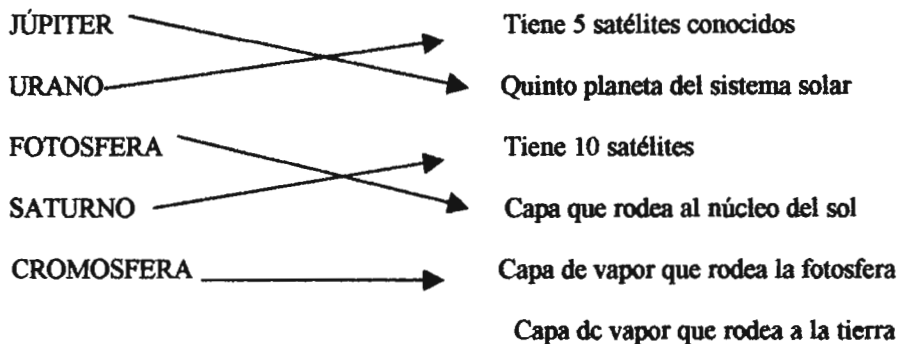 JÚPITER Tiene 5 satélites conocidos
URANO Quinto planeta del sistema solar
FOTOSFERA Tiene 10 satélites
SATURNO Capa que rodea al núcleo del sol
CROMOSFERA Capa de vapor que rodea la fotosfera
Capa de vapor que rodea a la tierra